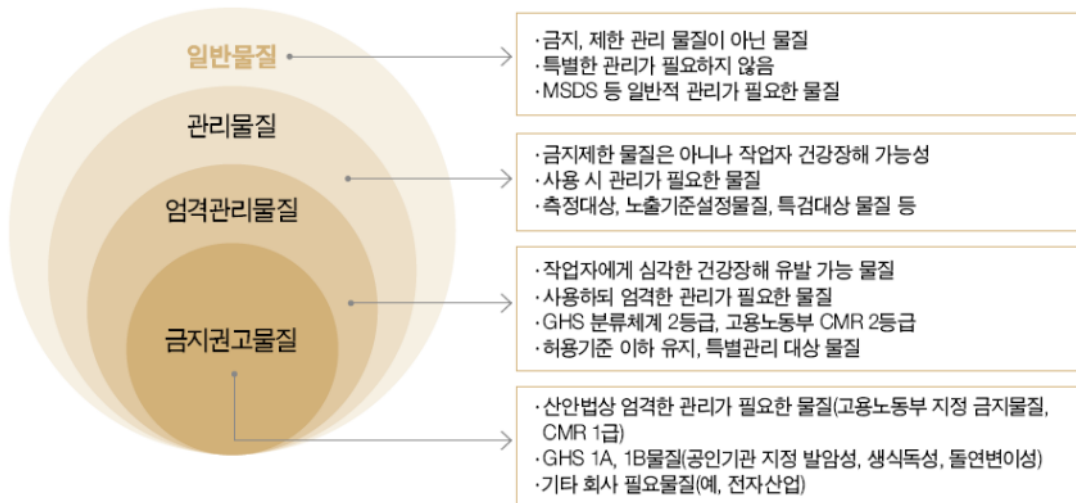 일반물질
·금지, 제한 관리 물질이 아닌 물질
·특별한 관리가 필요하지 않음
·MSDS 등 일반적 관리가 필요한 물질
관리물질
·금지제한 물질은 아니나 작업자 건강장해 가능성
·사용 시 관리가 필요한 물질
·측정대상, 노출기준설정물질, 특검대상 물질 등
엄격관리물질
·작업자에게 심각한 건강장해 유발 가능 물질
·사용하되 엄격한 관리가 필요한 물질
·GHS 분류체계 2등급, 고용노동부 CMR 2등급
·허용기준 이하 유지, 특별관리 대상 물질
금지권고물질
·산안법상 엄격한 관리가 필요한 물질(고용노동부 지정 금지물질,
CMR 1급)
·GHS 1A, 1B물질(공인기관 지정 발암성, 생식독성, 돌연변이성)
·기타 회사 필요물질(예, 전자산업)